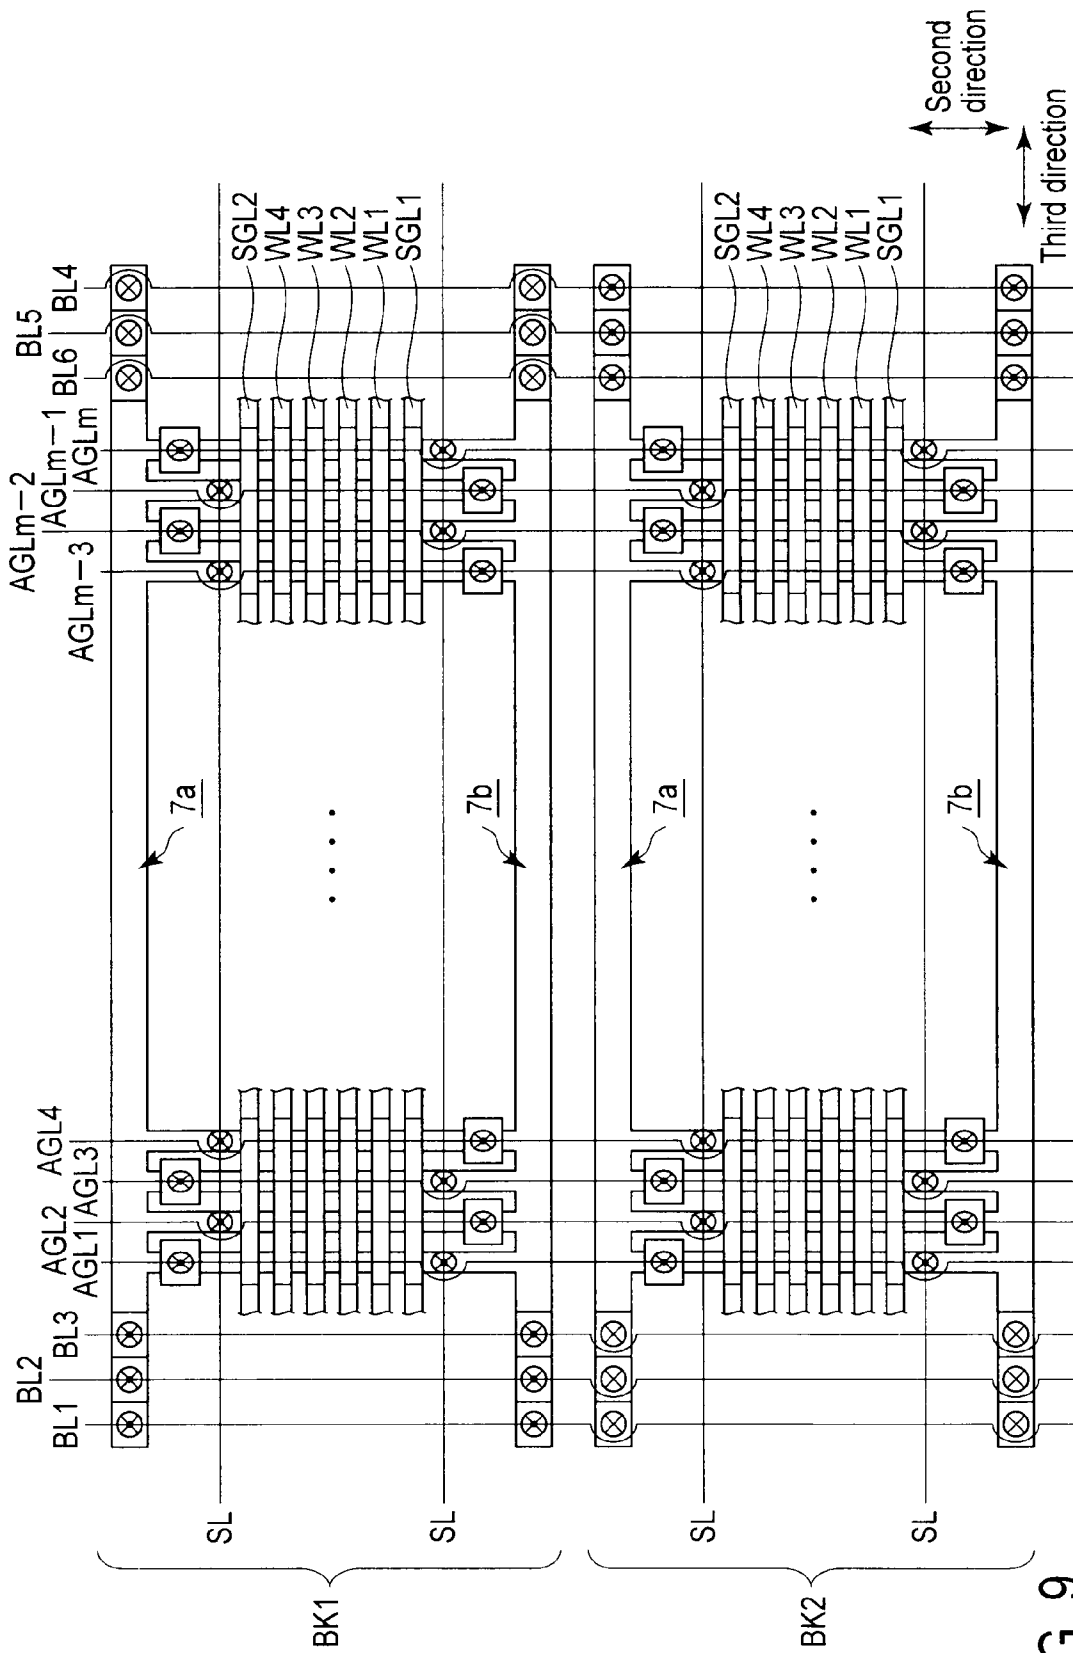 BL2
AGL2
AGLm-2
BL5
BL1
BL3
AGL1
AGL3
AGL4
AGLm-3
AGLm-1
AGLm
BL6
BL4
7a
SL
SGL2
WL4
WL3
BK1
WL2
WL1
SL
SGL1
7b
7a
SL
SGL2
WL4
WL3
BK2
WL2
WL1
SL
SGL1
7b
Second
direction
Third direction
9